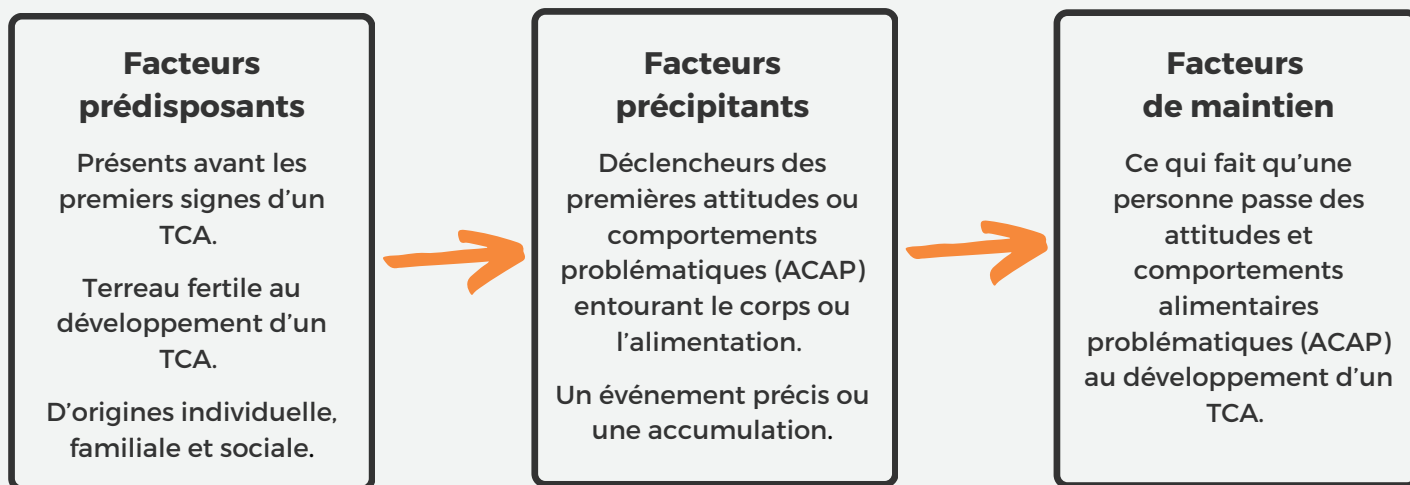 Facteurs
prédisposants
Présents avant les
premiers signes d'un
TCA.
Terreau fertile au
développement d'un
TCA.
D'origines individuelle,
familiale et sociale.
Facteurs
précipitants
Déclencheurs des
premières attitudes ou
comportements
problématiques (ACAP)
entourant le corps ou
l'alimentation.
Un événement précis ou
une accumulation.
Facteurs
de maintien
Ce qui fait qu'une
personne passe des
attitudes et
comportements
alimentaires
problématiques (ACAP)
au développement d'un
TCA.